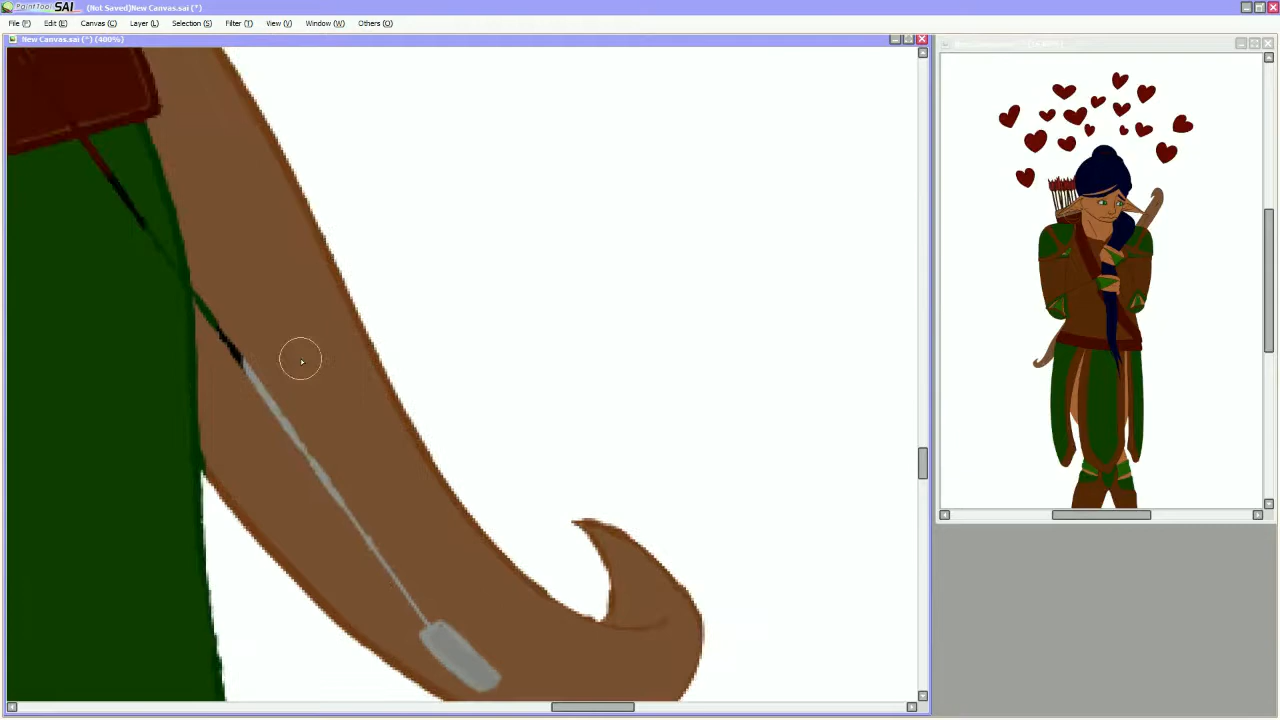 PaintTool SAI (Not Saved)New Canvas.sai (*)
File (F) Edit (E) Canvas (C) Layer (L) Selection (S) Filter (T) View (V) Window (W) Others (O)
New Canvas.sai (*) (400%)